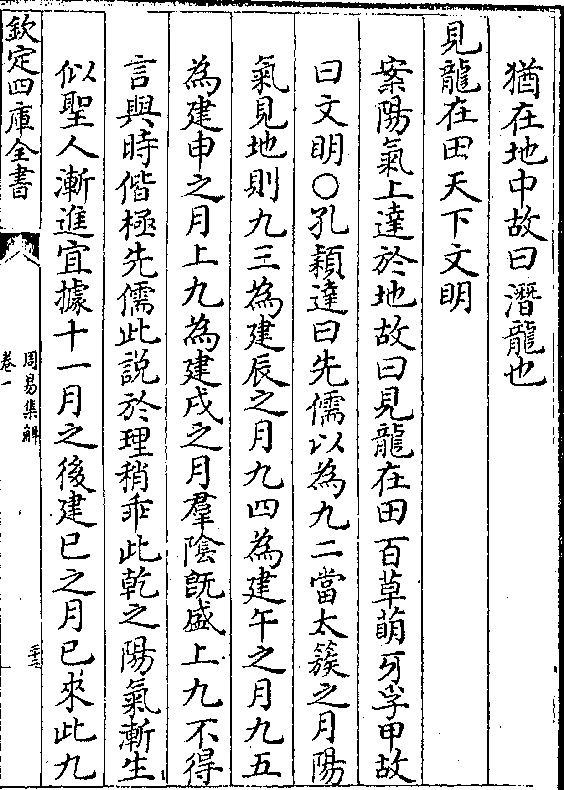 猶在地中故曰潛龍也
見龍在田天下文明
案陽氣上達於地故曰見龍在田百草萌牙孚甲故
曰文明○孔穎達曰先儒以為九二當太簇之月陽
氣見地則九三為建辰之月九四為建午之月九五
為建申之月上九為建戌之月羣陰既盛上九不得
言與時偕極先儒此說於理稍乖此乾之陽氣漸生
似聖人漸進宜據十一月之後建巳之月已來此九
欽定四庫全書
周易集解
卷一